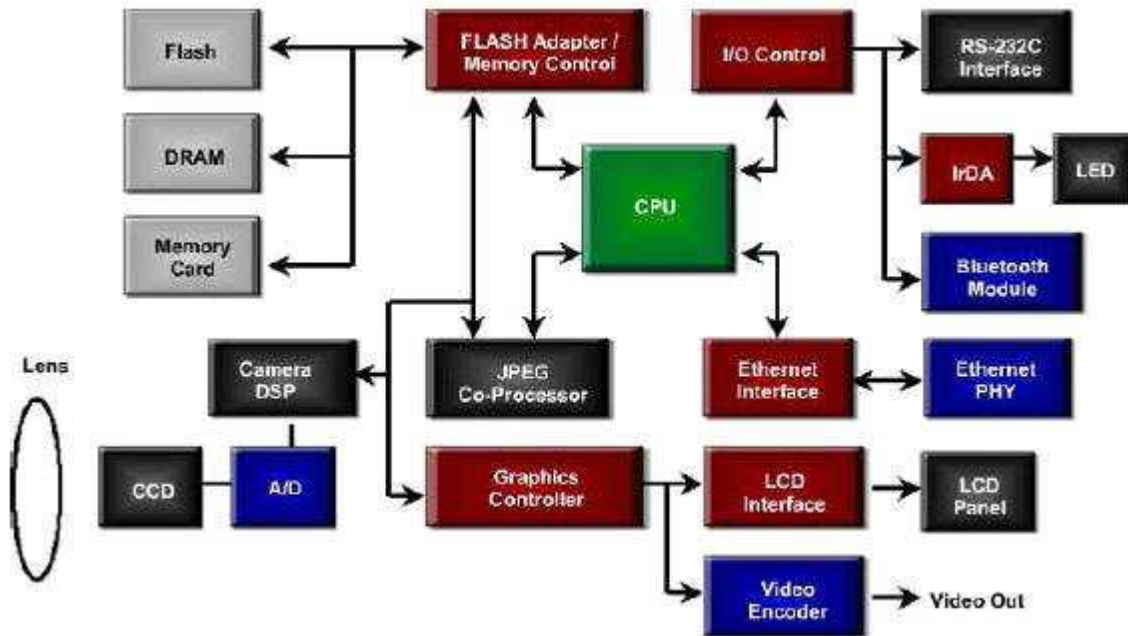 Flash
FLASH Adapter /
Memory Control
I/O Control
RS-232C
Interface
DRAM
CPU
IrDA
LED
Memory
Card
Bluetooth
Module
Lens
Camera
DSP
JPEG
Co-Processor
Ethernet
Interface
Ethernet
PHY
CCD
A/D
Graphics
Controller
LCD
Interface
LCD
Panel
Video
Encoder
Video Out